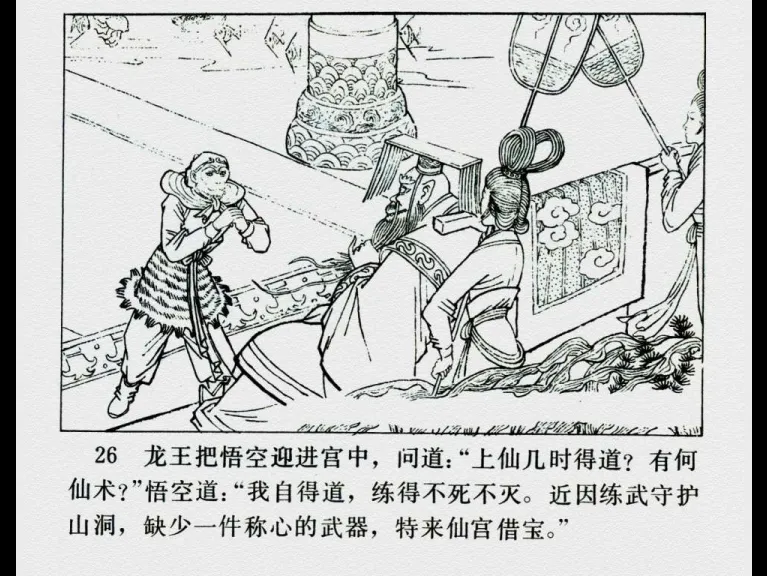 26 龙王把悟空迎进宫中，问道：“上仙几时得道？有何
仙术？”悟空道：“我自得道，练得不死不灭。近因练武守护
山洞，缺少一件称心的武器，特来仙宫借宝。”